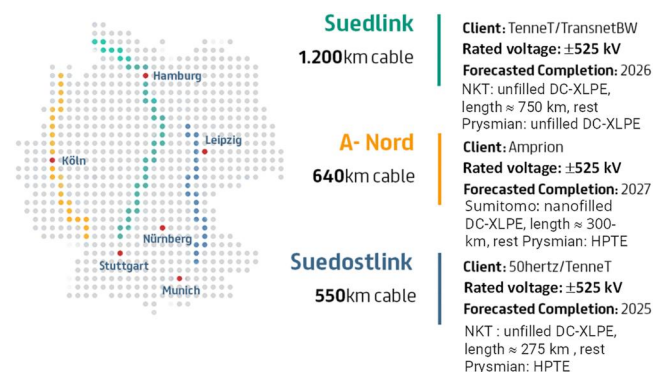 Suedlink
1.200km cable
Client: TenneT/TransnetBW
Rated voltage: ±525 kV
Forecasted Completion: 2026
NKT: unfilled DC-XLPE,
length ≈ 750 km, rest
Prysmian: unfilled DC-XLPE
A- Nord
640km cable
Client: Amprion
Rated voltage: ±525 kV
Forecasted Completion: 2027
Sumitomo: nanofilled
DC-XLPE, length ≈ 300-
km, rest Prysmian: HPTE
Suedostlink
550km cable
Client: 50hertz/TenneT
Rated voltage: ±525 kV
Forecasted Completion: 2025
NKT : unfilled DC-XLPE,
length ≈ 275 km , rest
Prysmian: HPTE
Hamburg
Leipzig
Köln
Nürnberg
Stuttgart
Munich